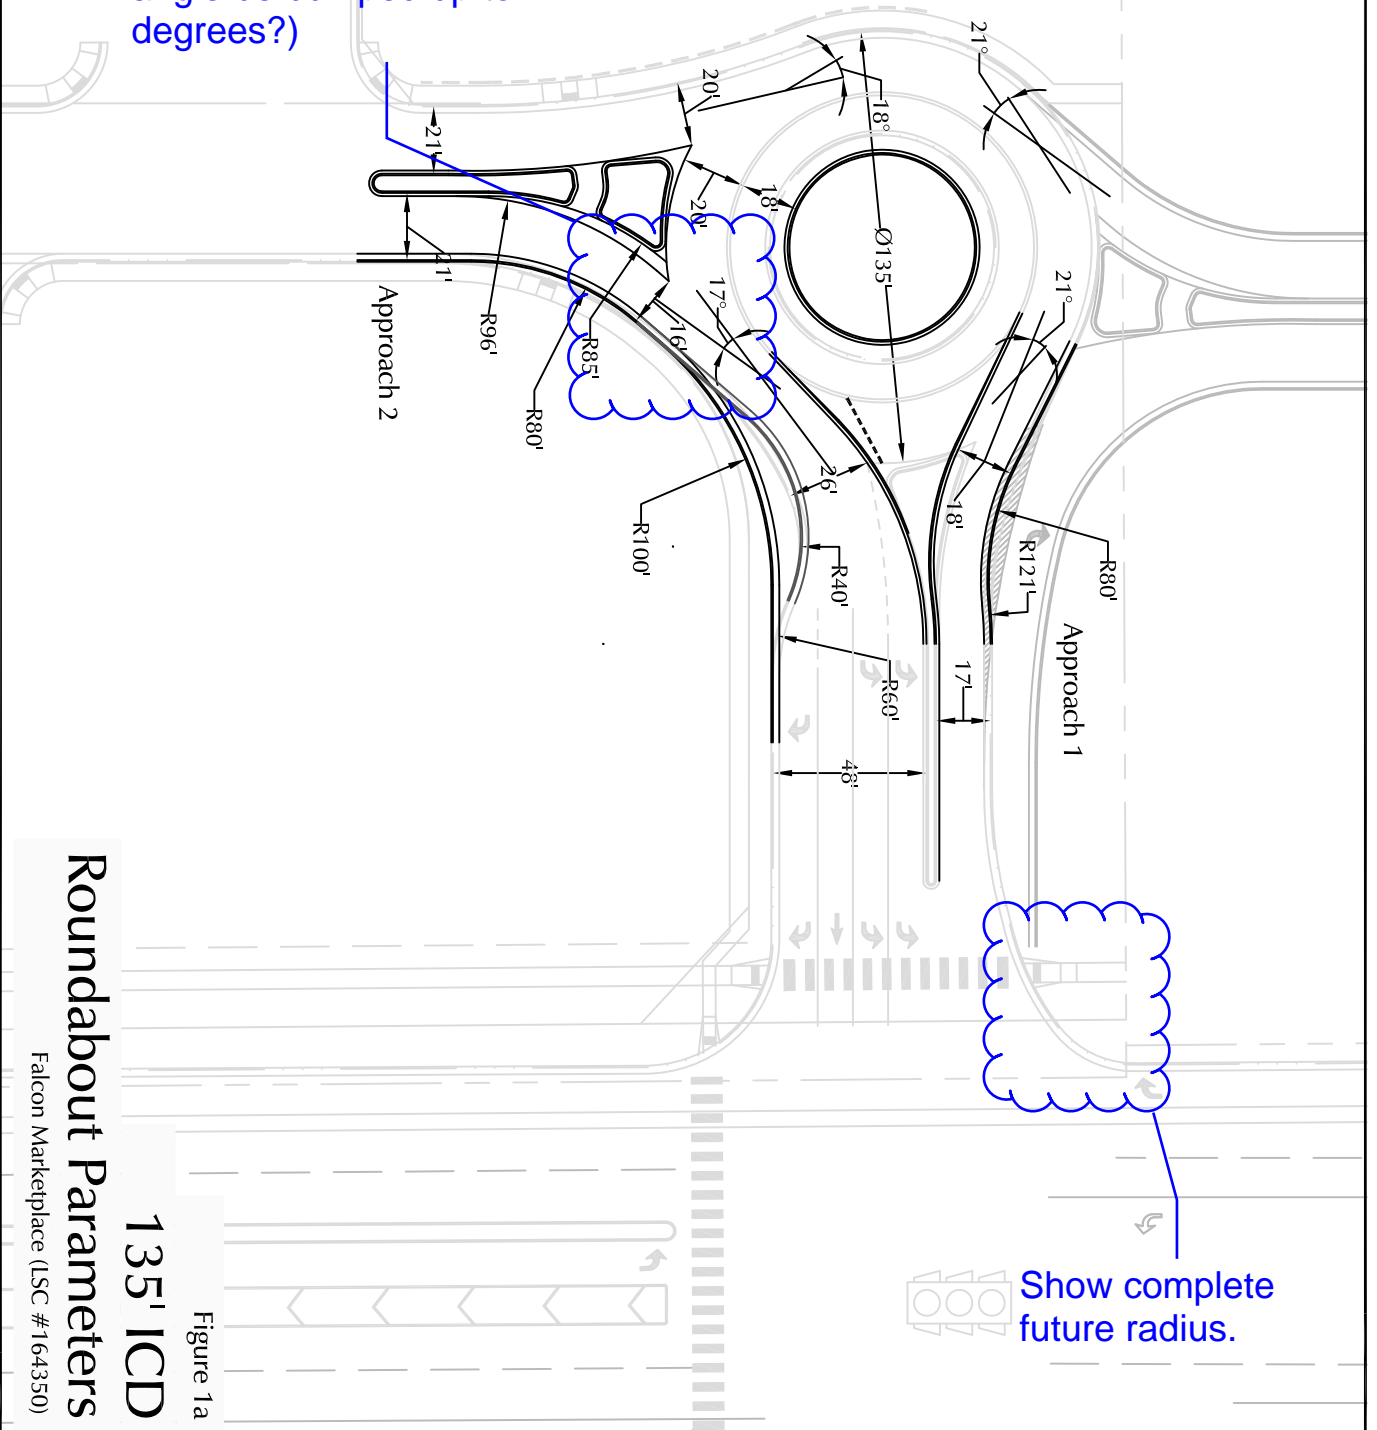 degrees?)
20'
18°
21°
21'
20'
18'
Ø135'
21°
21'
17°
16'
R96'
R85'
R80'
Approach 2
26'
18'
R100'
R40'
R121'
R80'
Approach 1
R60'
17'
48'
Show complete
future radius.
Figure 1a
135' ICD
Roundabout Parameters
Falcon Marketplace (LSC #164350)